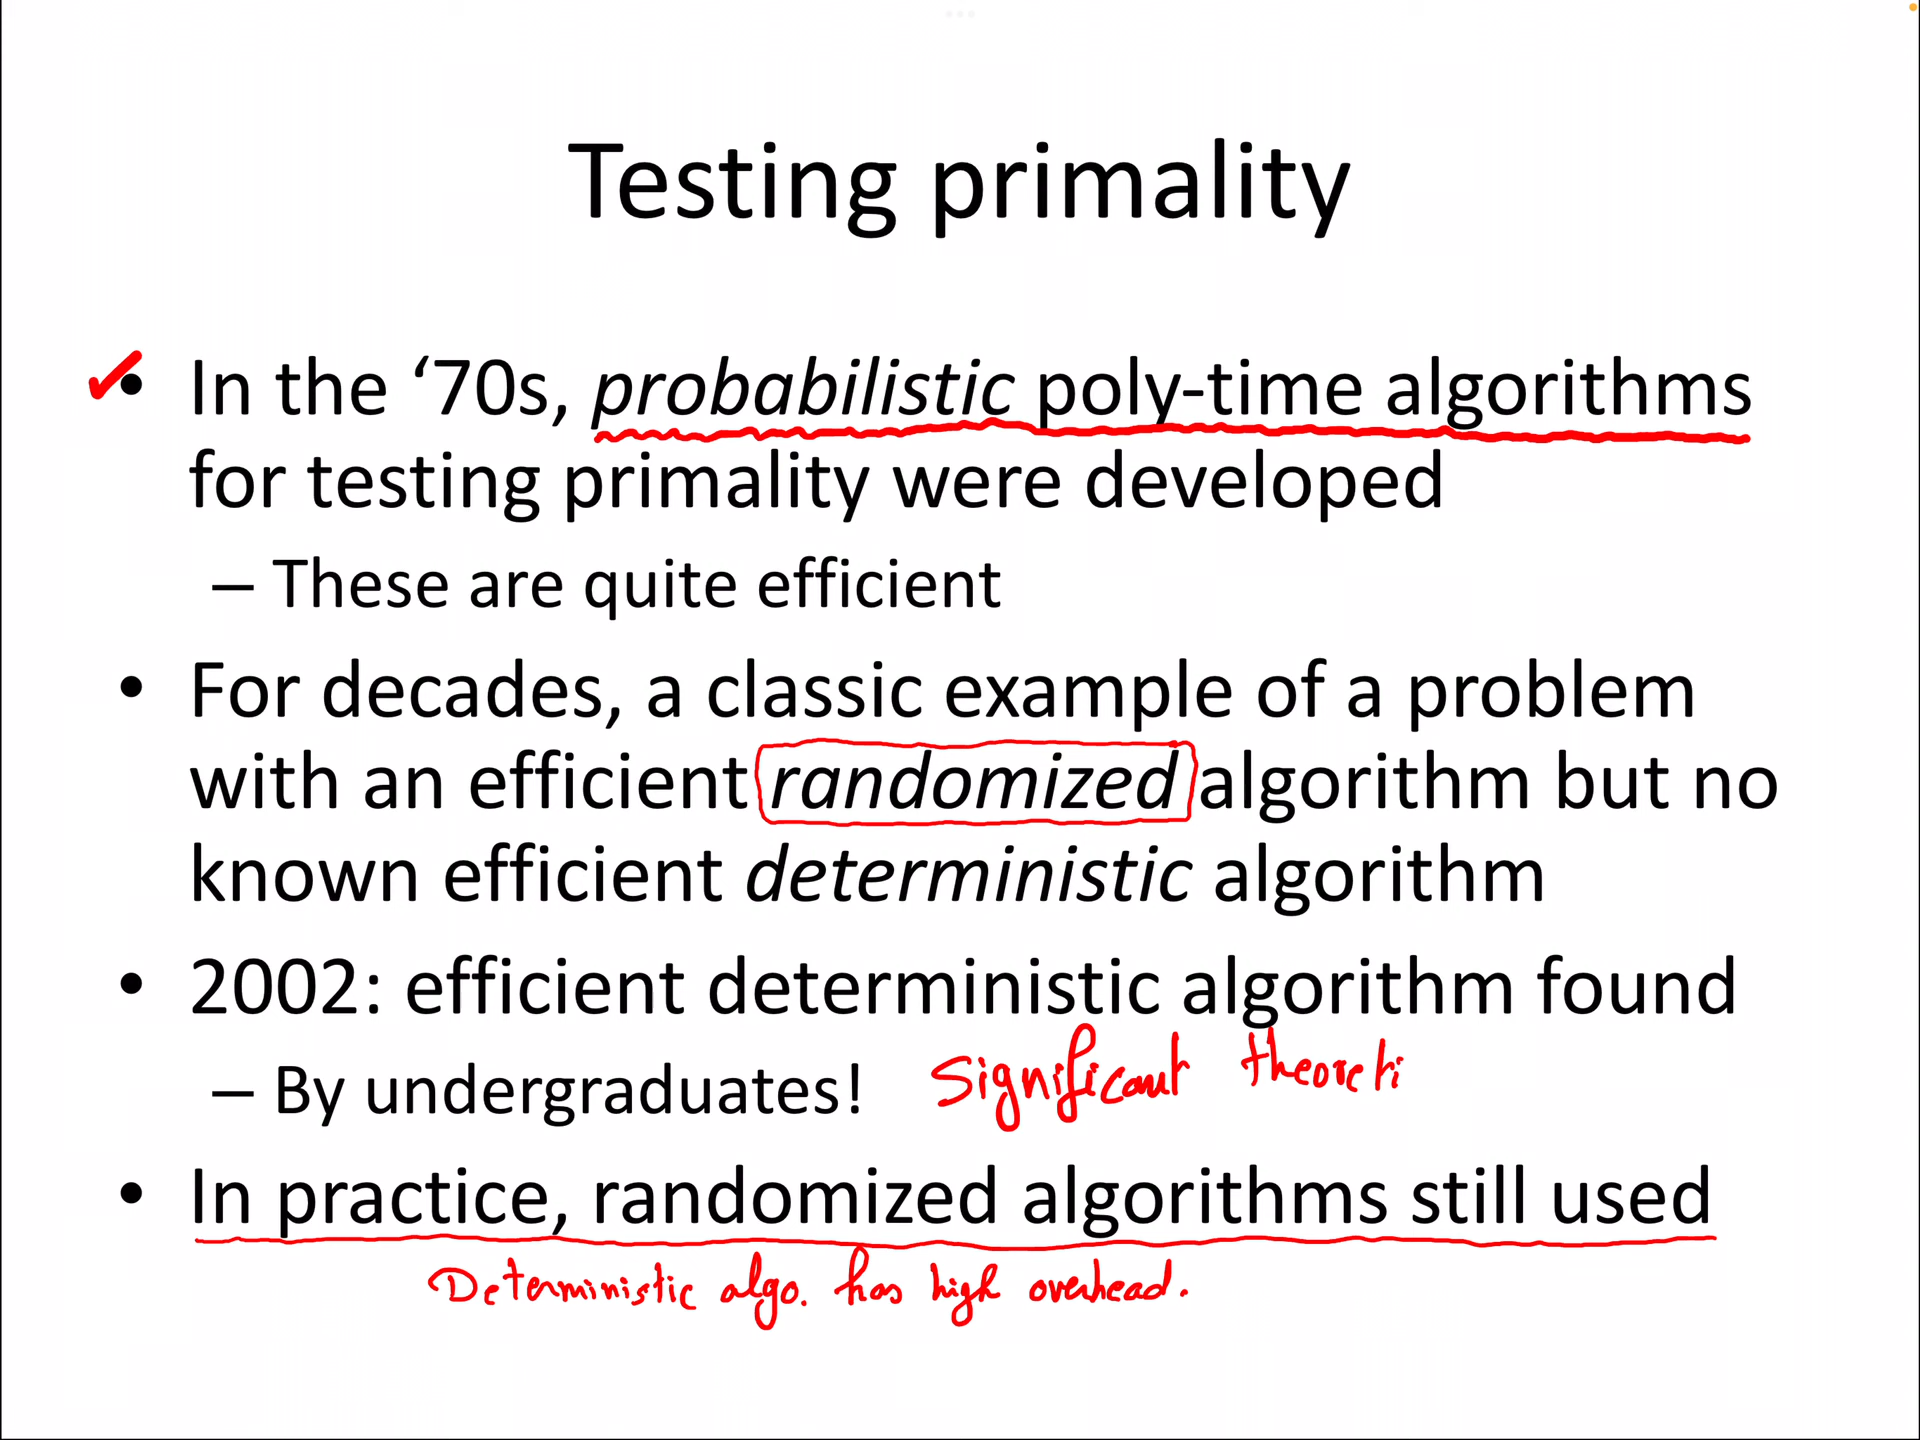 Testing primality
• In the ‘70s, probabilistic poly-time algorithms
for testing primality were developed
– These are quite efficient
• For decades, a classic example of a problem
with an efficient randomized algorithm but no
known efficient deterministic algorithm
• 2002: efficient deterministic algorithm found
– By undergraduates! Significant theoreti
• In practice, randomized algorithms still used
Deterministic algo. has high overhead.